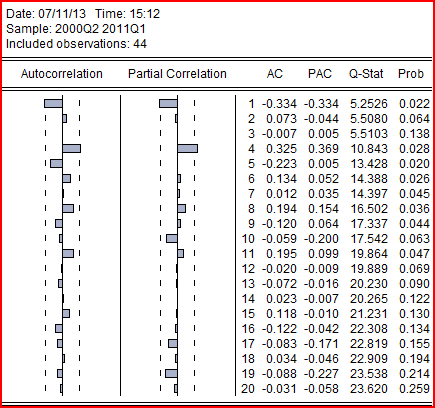 Date: 07/11/13 Time: 15:12
Sample: 2000Q2 2011Q1
Included observations: 44
Autocorrelation Partial Correlation AC PAC Q-Stat Prob
1 -0.334 -0.334 5.2526 0.022
2 0.073 -0.044 5.5080 0.064
3 -0.007 0.005 5.5103 0.138
4 0.325 0.369 10.843 0.028
5 -0.223 0.005 13.428 0.020
6 0.134 0.052 14.388 0.026
7 0.012 0.035 14.397 0.045
8 0.194 0.154 16.502 0.036
9 -0.120 0.064 17.337 0.044
10 -0.059 -0.200 17.542 0.063
11 0.195 0.099 19.864 0.047
12 -0.020 -0.009 19.889 0.069
13 -0.072 -0.016 20.230 0.090
14 0.023 -0.007 20.265 0.122
15 0.118 -0.010 21.231 0.130
16 -0.122 -0.042 22.308 0.134
17 -0.083 -0.171 22.819 0.155
18 0.034 -0.046 22.909 0.194
19 -0.088 -0.227 23.538 0.214
20 -0.031 -0.058 23.620 0.259